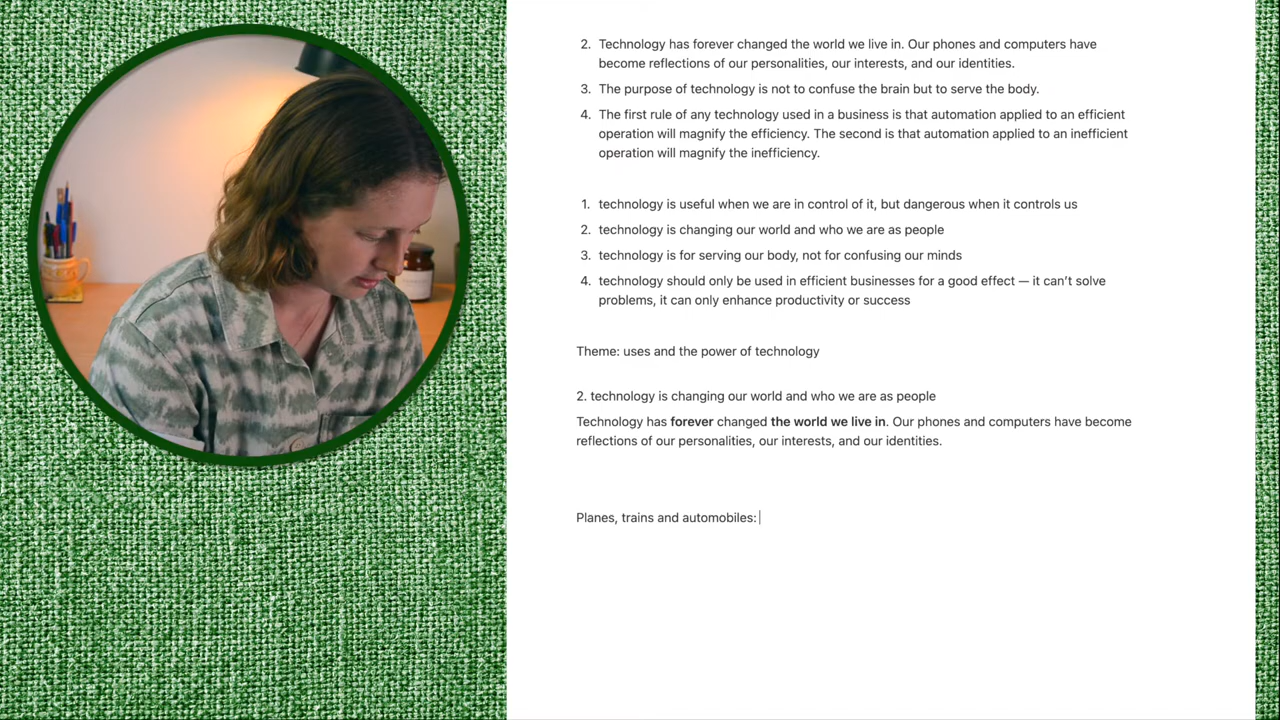 2. Technology has forever changed the world we live in. Our phones and computers have
become reflections of our personalities, our interests, and our identities.
3. The purpose of technology is not to confuse the brain but to serve the body.
4. The first rule of any technology used in a business is that automation applied to an efficient
operation will magnify the efficiency. The second is that automation applied to an inefficient
operation will magnify the inefficiency.
1. technology is useful when we are in control of it, but dangerous when it controls us
2. technology is changing our world and who we are as people
3. technology is for serving our body, not for confusing our minds
4. technology should only be used in efficient businesses for a good effect — it can’t solve
problems, it can only enhance productivity or success
Theme: uses and the power of technology
2. technology is changing our world and who we are as people
Technology has forever changed the world we live in. Our phones and computers have become
reflections of our personalities, our interests, and our identities.
Planes, trains and automobiles: